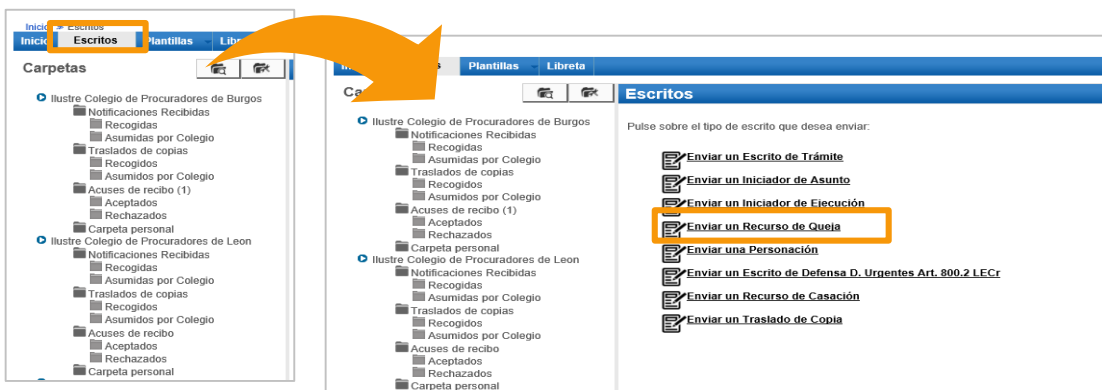 Inicio » Escritos
Inicio Escritos Plantillas
Carpetas
Ilustre Colegio de Procuradores de Burgos
Notificaciones Recibidas
Recogidas
Asumidas por Colegio
Traslados de copias
Recogidos
Asumidos por Colegio
Acuses de recibo (1)
Aceptados
Rechazados
Carpeta personal
Ilustre Colegio de Procuradores de Leon
Notificaciones Recibidas
Recogidas
Asumidas por Colegio
Traslados de copias
Recogidos
Asumidos por Colegio
Acuses de recibo
Aceptados
Rechazados
Carpeta personal
Plantillas Libreta
Ilustre Colegio de Procuradores de Burgos
Notificaciones Recibidas
Recogidas
Asumidas por Colegio
Traslados de copias
Recogidos
Asumidos por Colegio
Acuses de recibo (1)
Aceptados
Rechazados
Carpeta personal
Ilustre Colegio de Procuradores de Leon
Notificaciones Recibidas
Recogidas
Asumidas por Colegio
Traslados de copias
Recogidos
Asumidos por Colegio
Acuses de recibo
Aceptados
Rechazados
Carpeta personal
Escritos
Pulse sobre el tipo de escrito que desea enviar:
Enviar un Escrito de Trámite
Enviar un Iniciador de Asunto
Enviar un Iniciador de Ejecución
Enviar un Recurso de Queja
Enviar una Personación
Enviar un Escrito de Defensa D. Urgentes Art. 800.2 LECr
Enviar un Recurso de Casación
Enviar un Traslado de Copia